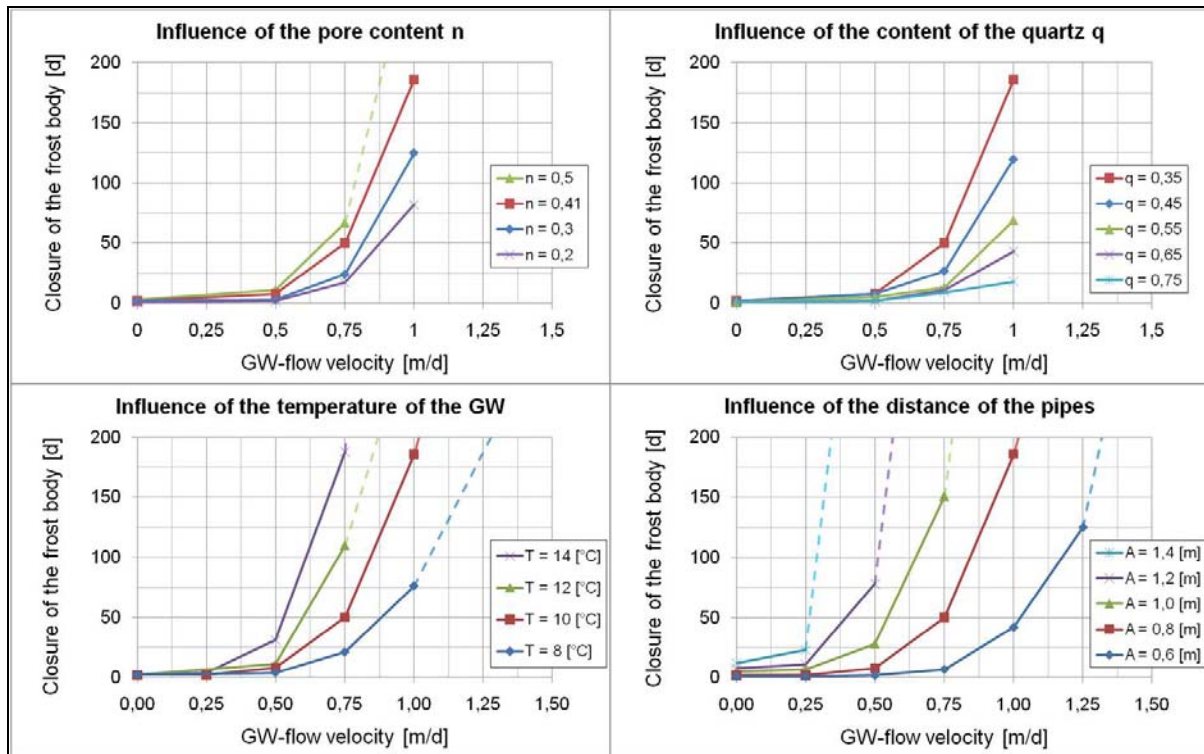 Influence of the pore content n
Closure of the frost body [d]
200
150
100
50
0
n = 0,5
n = 0,41
n = 0,3
n = 0,2
0 0,25 0,5 0,75 1 1,25 1,5
GW-flow velocity [m/d]
Influence of the content of the quartz q
Closure of the frost body [d]
200
150
100
50
0
q = 0,35
q = 0,45
q = 0,55
q = 0,65
q = 0,75
0 0,25 0,5 0,75 1 1,25 1,5
GW-flow velocity [m/d]
Influence of the temperature of the GW
Closure of the frost body [d]
200
150
100
50
0
T = 14 [°C]
T = 12 [°C]
T = 10 [°C]
T = 8 [°C]
0,00 0,25 0,50 0,75 1,00 1,25 1,50
GW-flow velocity [m/d]
Influence of the distance of the pipes
Closure of the frost body [d]
200
150
100
50
0
A = 1,4 [m]
A = 1,2 [m]
A = 1,0 [m]
A = 0,8 [m]
A = 0,6 [m]
0,00 0,25 0,50 0,75 1,00 1,25 1,50
GW-flow velocity [m/d]